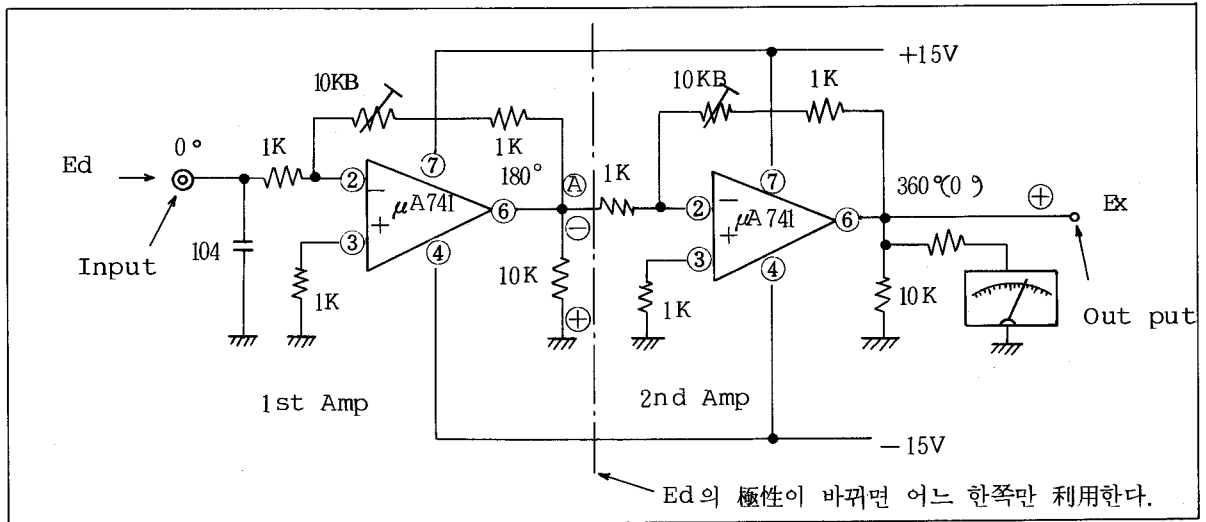 +15V
10KB
1K
10KB
1K
Ed
0°
1K
⑦
180°
Ⓐ
1K
⑦
360°(0°)
⊕
Ex
②
−
μA741
⑥
⊖
②
−
μA741
⑥
+
③
④
+
③
④
Input
104
1K
10K
⊕
1K
10K
Out put
1st Amp
2nd Amp
−15V
Ed의 極性이 바뀌면 어느 한쪽만 利用한다.